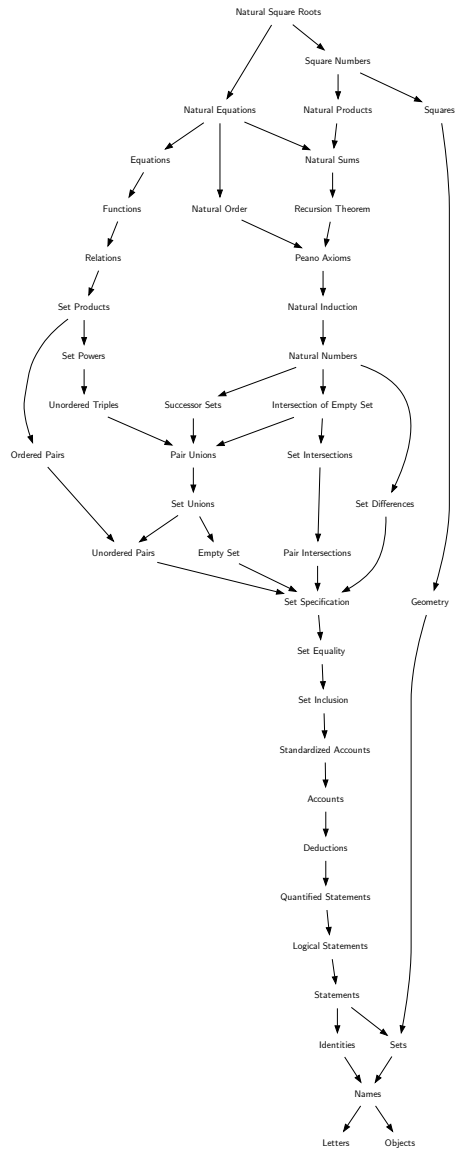 Natural Square Roots
Square Numbers
Natural Equations
Natural Products
Squares
Equations
Natural Sums
Functions
Natural Order
Recursion Theorem
Relations
Peano Axioms
Set Products
Natural Induction
Set Powers
Natural Numbers
Unordered Triples
Successor Sets
Intersection of Empty Set
Ordered Pairs
Pair Unions
Set Intersections
Set Unions
Set Differences
Unordered Pairs
Empty Set
Pair Intersections
Set Specification
Geometry
Set Equality
Set Inclusion
Standardized Accounts
Accounts
Deductions
Quantified Statements
Logical Statements
Statements
Identities
Sets
Names
Letters
Objects